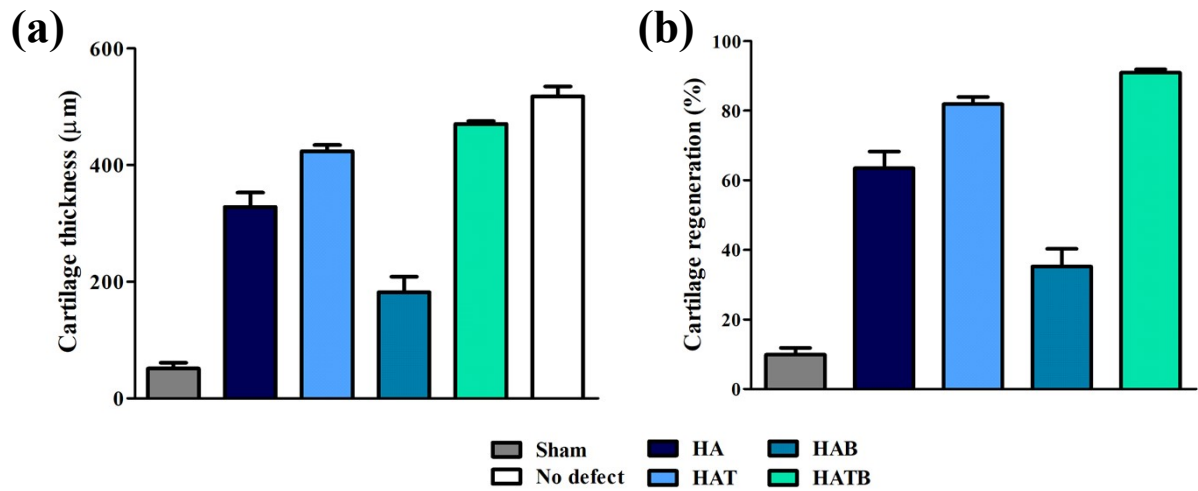 (a)
Cartilage thickness (μm)
600
400
200
0
(b)
Cartilage regeneration (%)
100
80
60
40
20
0
Sham
HA
HAB
No defect
HAT
HATB